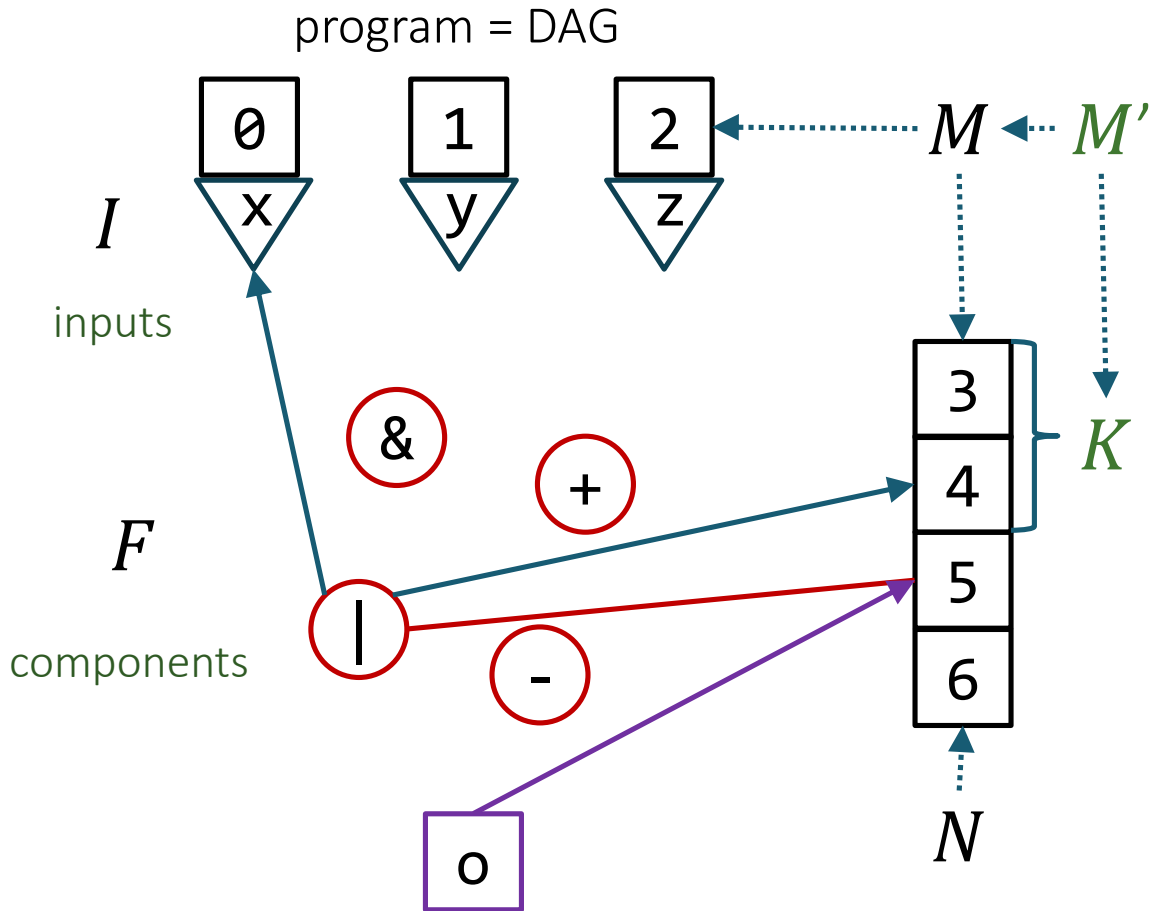 program = DAG
0 1 2 M M’
x y z
I
inputs
3
&
K
+ 4
F
5
|
components
-
6
o
N